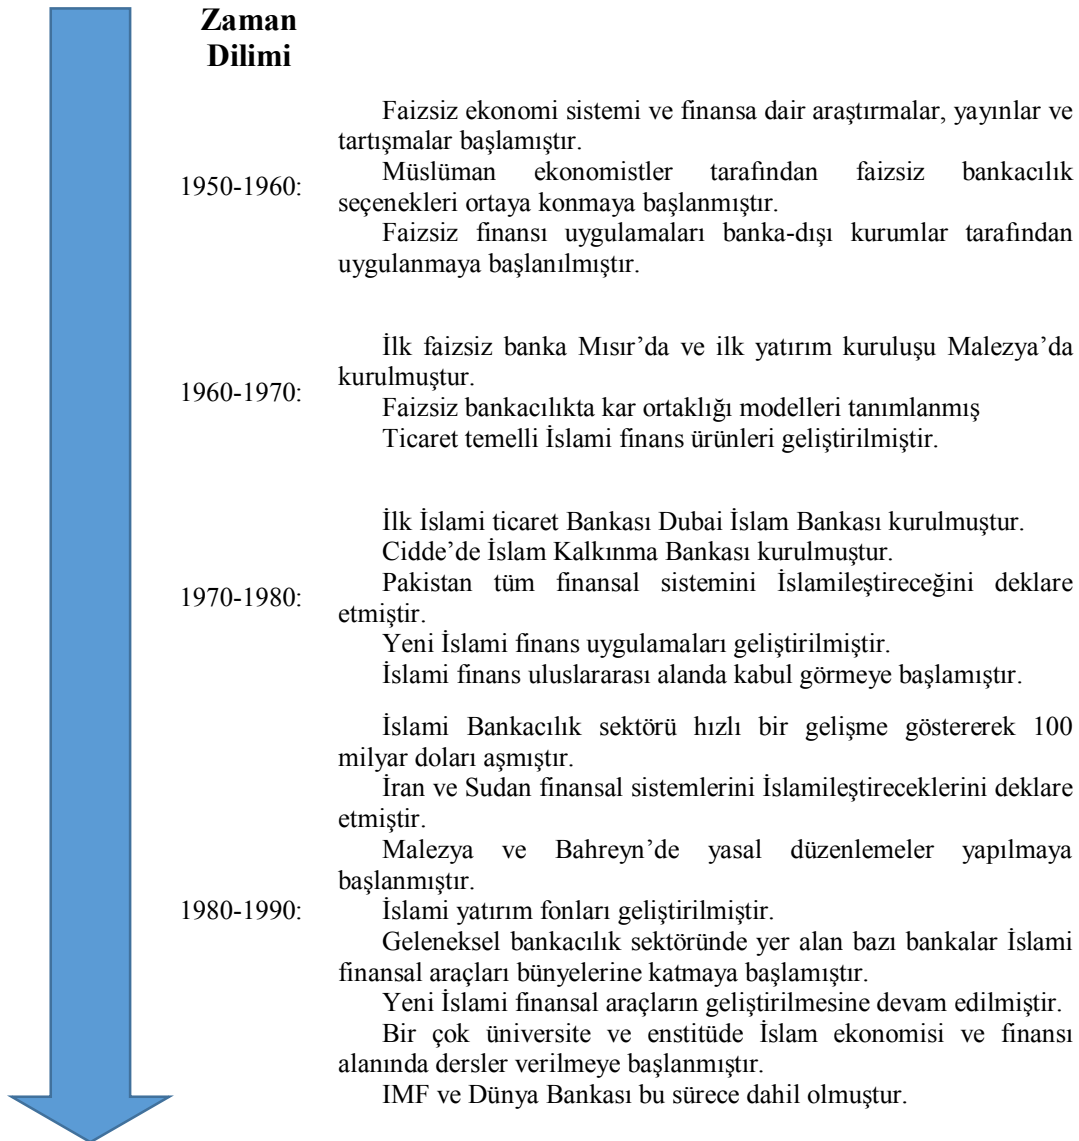 Zaman
Dilimi
1950-1960:
Faizsiz ekonomi sistemi ve finansa dair araştırmalar, yayınlar ve
tartışmalar başlamıştır.
Müslüman ekonomistler tarafından faizsiz bankacılık
seçenekleri ortaya konmaya başlanmıştır.
Faizsiz finansı uygulamaları banka-dışı kurumlar tarafından
uygulanmaya başlanılmıştır.
1960-1970:
İlk faizsiz banka Mısır’da ve ilk yatırım kuruluşu Malezya’da
kurulmuştur.
Faizsiz bankacılıkta kar ortaklığı modelleri tanımlanmış
Ticaret temelli İslami finans ürünleri geliştirilmiştir.
1970-1980:
İlk İslami ticaret Bankası Dubai İslam Bankası kurulmuştur.
Cidde’de İslam Kalkınma Bankası kurulmuştur.
Pakistan tüm finansal sistemini İslamileştireceğini deklare
etmiştir.
Yeni İslami finans uygulamaları geliştirilmiştir.
İslami finans uluslararası alanda kabul görmeye başlamıştır.
1980-1990:
İslami Bankacılık sektörü hızlı bir gelişme göstererek 100
milyar doları aşmıştır.
İran ve Sudan finansal sistemlerini İslamileştireceklerini deklare
etmiştir.
Malezya ve Bahreyn’de yasal düzenlemeler yapılmaya
başlanmıştır.
İslami yatırım fonları geliştirilmiştir.
Geleneksel bankacılık sektöründe yer alan bazı bankalar İslami
finansal araçları bünyelerine katmaya başlamıştır.
Yeni İslami finansal araçların geliştirilmesine devam edilmiştir.
Bir çok üniversite ve enstitüde İslam ekonomisi ve finansı
alanında dersler verilmeye başlanmıştır.
IMF ve Dünya Bankası bu sürece dahil olmuştur.